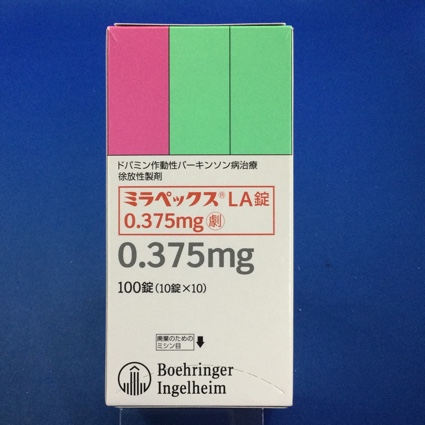 ドパミン作動性パーキンソン病治療
徐放性製剤
ミラペックス® LA錠
0.375mg 劇
0.375mg
100錠(10錠×10)
廃棄のための
ミシン目
Boehringer
Ingelheim